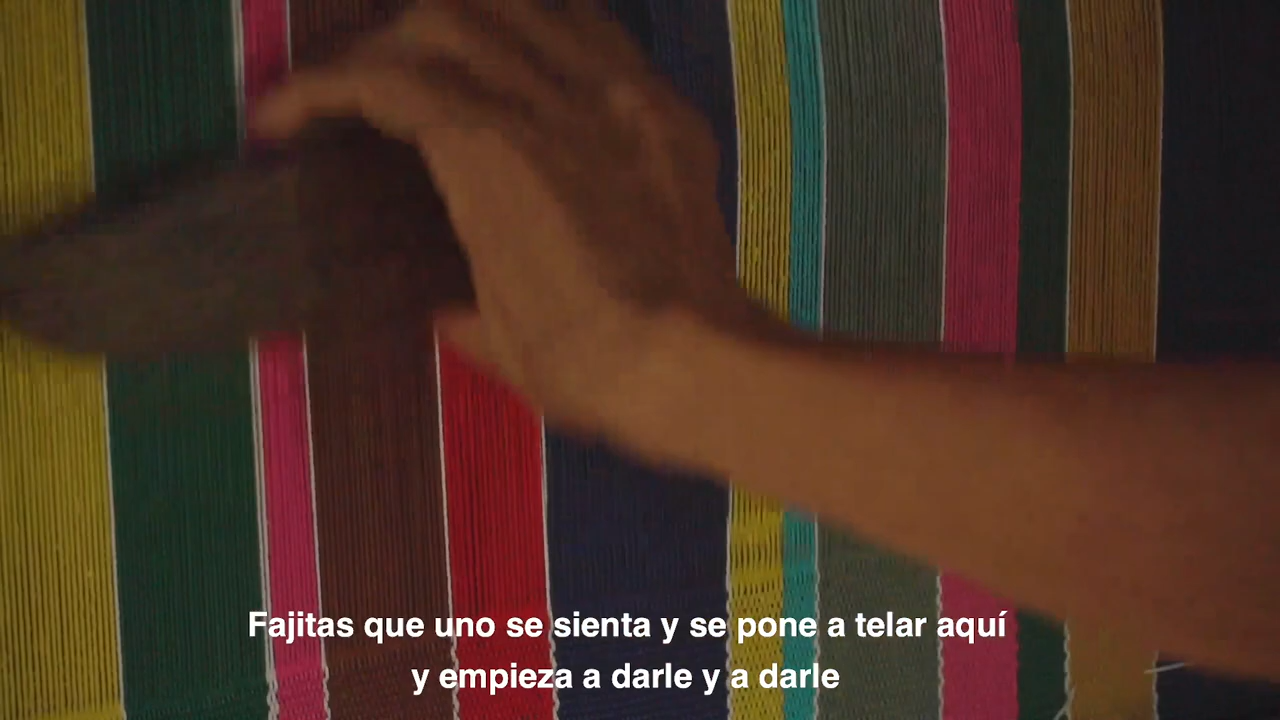 Fajitas que uno se sienta y se pone a telar aquí
y empieza a darle y a darle